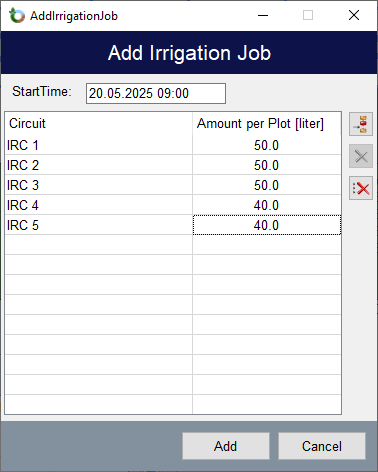 AddIrrigationJob
Add Irrigation Job
StartTime: 20.05.2025 09:00
Circuit Amount per Plot [liter]
IRC 1 50.0
IRC 2 50.0
IRC 3 50.0
IRC 4 40.0
IRC 5 40.0
Add Cancel